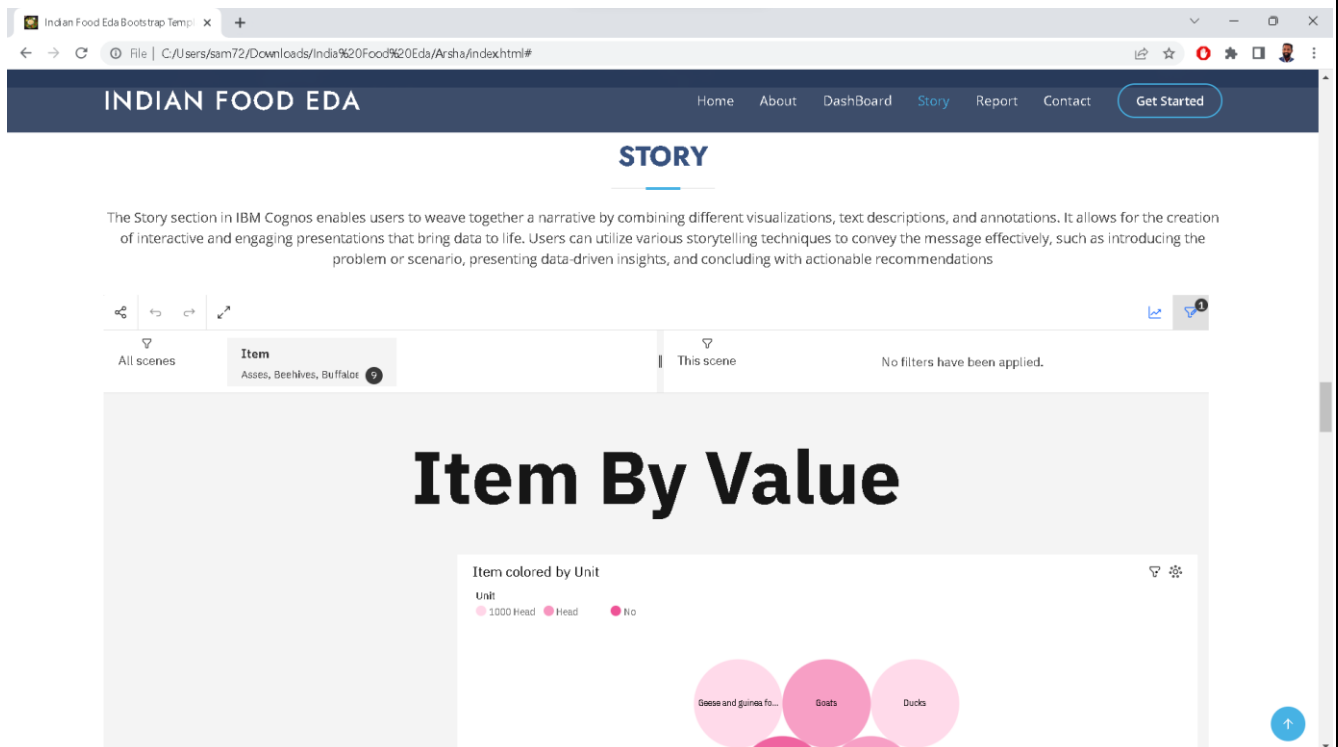 Indian Food Eda Bootstrap Templ
File | C:/Users/sam72/Downloads/India%20Food%20Eda/Arsha/index.html#
INDIAN FOOD EDA
Home About DashBoard Story Report Contact Get Started
STORY
The Story section in IBM Cognos enables users to weave together a narrative by combining different visualizations, text descriptions, and annotations. It allows for the creation
of interactive and engaging presentations that bring data to life. Users can utilize various storytelling techniques to convey the message effectively, such as introducing the
problem or scenario, presenting data-driven insights, and concluding with actionable recommendations
1
All scenes
Item
Asses, Beehives, Buffaloe 9
This scene
No filters have been applied.
Item By Value
Item colored by Unit
Unit
1000 Head Head No
Geese and guinea fo... Goats Ducks